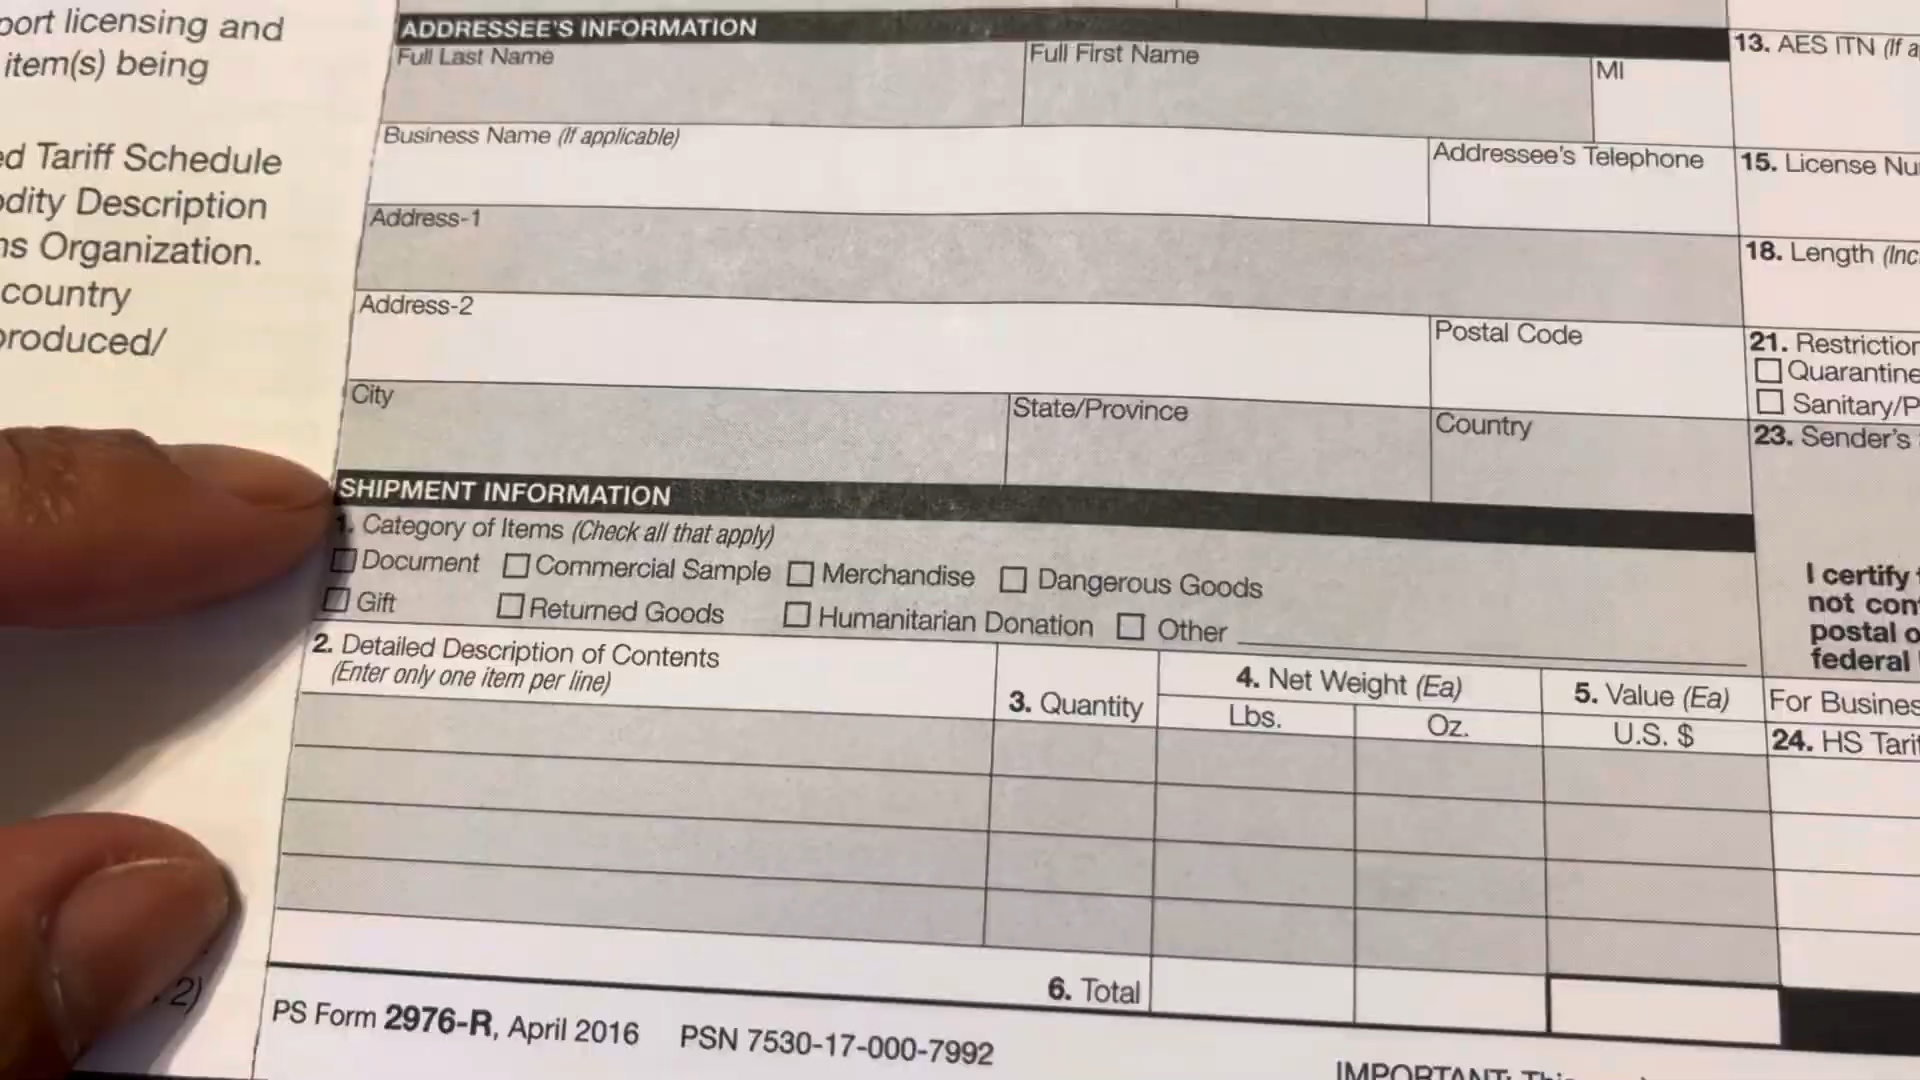 port licensing and
item(s) being
ed Tariff Schedule
odity Description
ns Organization.
country
produced/
2)
ADDRESSEE'S INFORMATION
Full Last Name
Full First Name
MI
Business Name (If applicable)
Addressee's Telephone
Address-1
Address-2
Postal Code
City
State/Province
Country
SHIPMENT INFORMATION
1. Category of Items (Check all that apply)
Document Commercial Sample Merchandise Dangerous Goods
Gift Returned Goods Humanitarian Donation Other
2. Detailed Description of Contents
(Enter only one item per line)
3. Quantity
4. Net Weight (Ea)
Lbs.
Oz.
5. Value (Ea)
U.S. $
6. Total
PS Form 2976-R, April 2016 PSN 7530-17-000-7992
13. AES ITN (If a
15. License Nu
18. Length (Inc
21. Restriction
Quarantine
Sanitary/P
23. Sender's
I certify
not con
postal o
federal
For Busines
24. HS Tari
IMPORTANT: